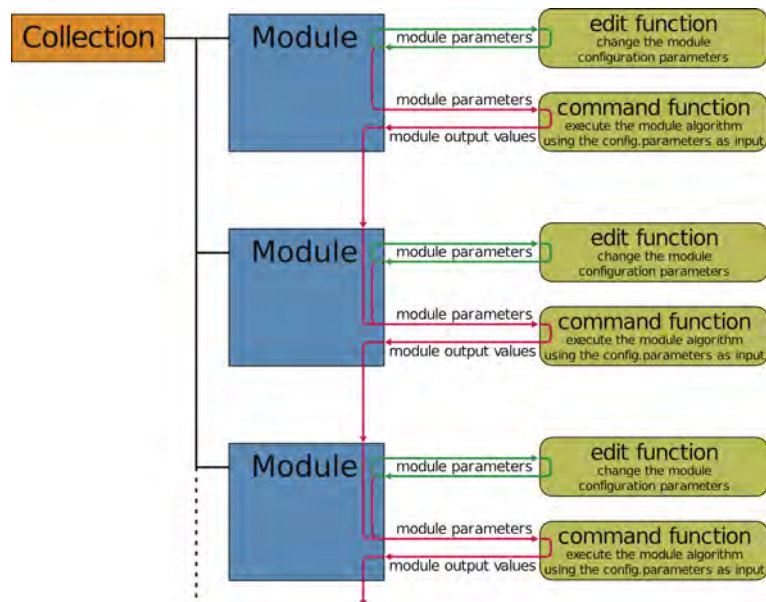 Collection
Module
module parameters
edit function
change the module
configuration parameters
module parameters
module output values
command function
execute the module algorithm
using the config.parameters as input
Module
module parameters
edit function
change the module
configuration parameters
module parameters
module output values
command function
execute the module algorithm
using the config.parameters as input
Module
module parameters
edit function
change the module
configuration parameters
module parameters
module output values
command function
execute the module algorithm
using the config.parameters as input